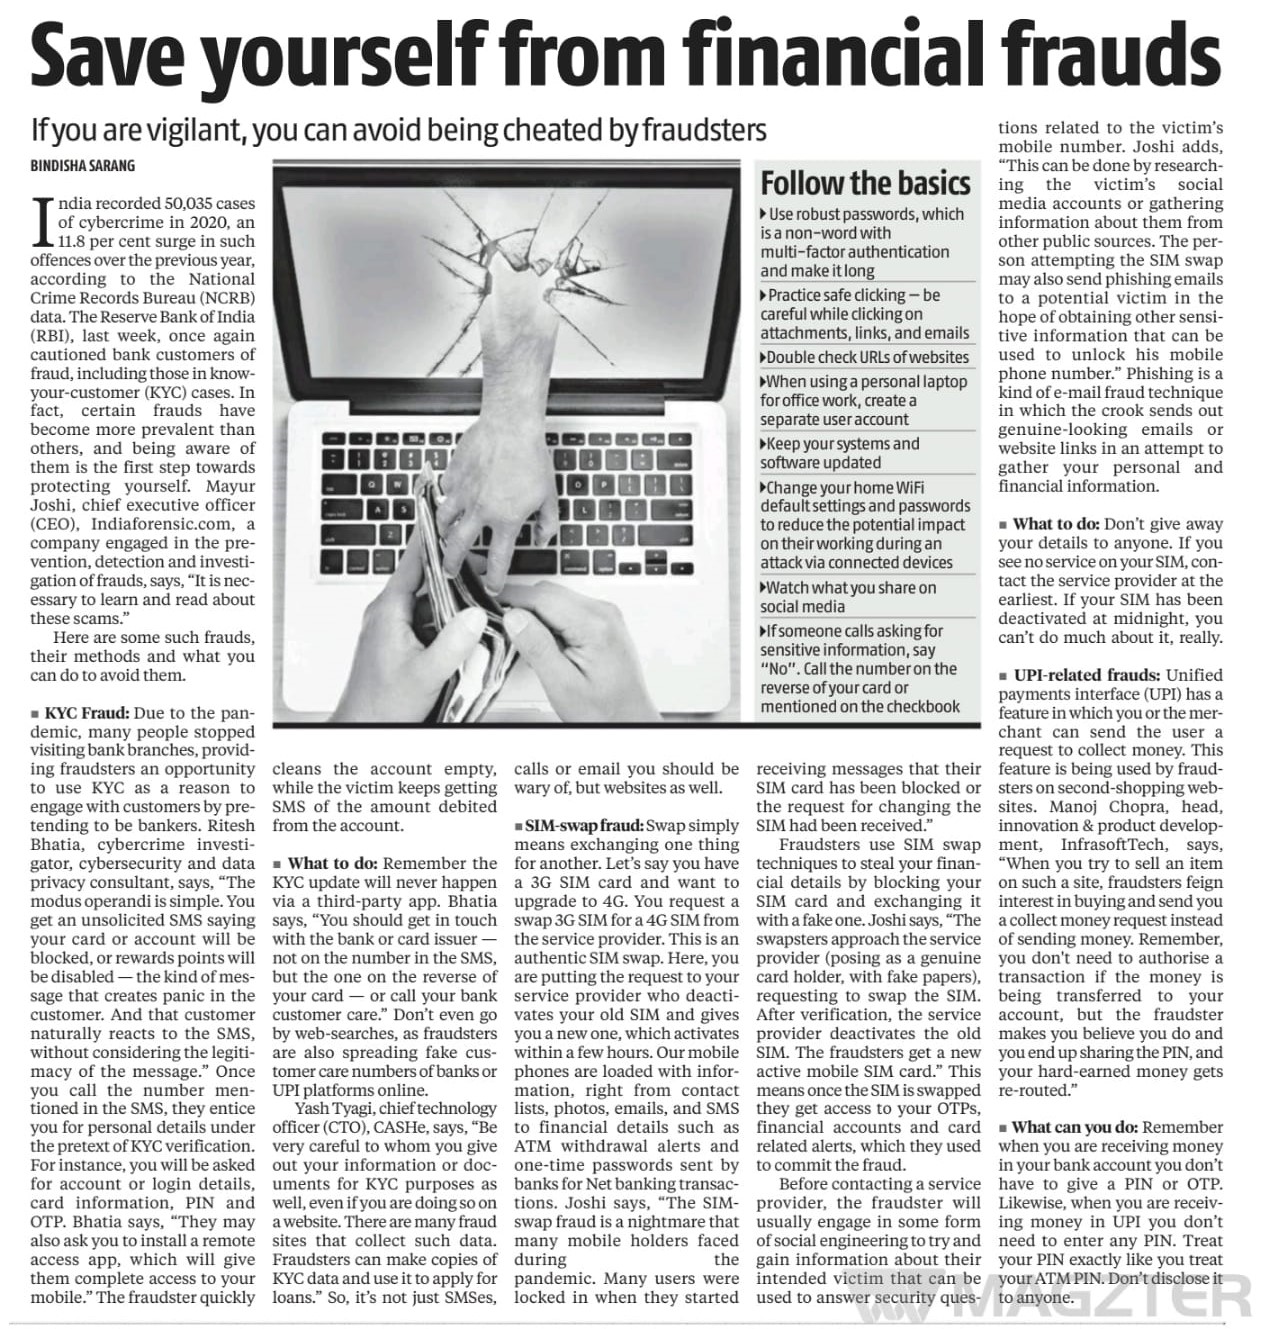 Save yourself from financial frauds
If you are vigilant, you can avoid being cheated by fraudsters
BINDISHA SARANG
India recorded 50,035 cases
of cybercrime in 2020, an
11.8 per cent surge in such
offences over the previous year,
according to the National
Crime Records Bureau (NCRB)
data. The Reserve Bank of India
(RBI), last week, once again
cautioned bank customers of
fraud, including those in know-
your-customer (KYC) cases. In
fact, certain frauds have
become more prevalent than
others, and being aware of
them is the first step towards
protecting yourself. Mayur
Joshi, chief executive officer
(CEO), Indiaforensic.com, a
company engaged in the pre-
vention, detection and investi-
gation of frauds, says, “It is nec-
essary to learn and read about
these scams.”
Here are some such frauds,
their methods and what you
can do to avoid them.
■ KYC Fraud: Due to the pan-
demic, many people stopped
visiting bank branches, provid-
ing fraudsters an opportunity
to use KYC as a reason to
engage with customers by pre-
tending to be bankers. Ritesh
Bhatia, cybercrime investi-
gator, cybersecurity and data
privacy consultant, says, “The
modus operandi is simple. You
get an unsolicited SMS saying
your card or account will be
blocked, or rewards points will
be disabled — the kind of mes-
sage that creates panic in the
customer. And that customer
naturally reacts to the SMS,
without considering the legiti-
macy of the message.” Once
you call the number men-
tioned in the SMS, they entice
you for personal details under
the pretext of KYC verification.
For instance, you will be asked
for account or login details,
card information, PIN and
OTP. Bhatia says, “They may
also ask you to install a remote
access app, which will give
them complete access to your
mobile.” The fraudster quickly
cleans the account empty,
while the victim keeps getting
SMS of the amount debited
from the account.
■ What to do: Remember the
KYC update will never happen
via a third-party app. Bhatia
says, “You should get in touch
with the bank or card issuer —
not on the number in the SMS,
but the one on the reverse of
your card — or call your bank
customer care.” Don’t even go
by web-searches, as fraudsters
are also spreading fake cus-
tomer care numbers of banks or
UPI platforms online.
Yash Tyagi, chief technology
officer (CTO), CASHe, says, “Be
very careful to whom you give
out your information or doc-
uments for KYC purposes as
well, even if you are doing so on
a website. There are many fraud
sites that collect such data.
Fraudsters can make copies of
KYC data and use it to apply for
loans.” So, it’s not just SMSes,
calls or email you should be
wary of, but websites as well.
■ SIM-swap fraud: Swap simply
means exchanging one thing
for another. Let’s say you have
a 3G SIM card and want to
upgrade to 4G. You request a
swap 3G SIM for a 4G SIM from
the service provider. This is an
authentic SIM swap. Here, you
are putting the request to your
service provider who deacti-
vates your old SIM and gives
you a new one, which activates
within a few hours. Our mobile
phones are loaded with infor-
mation, right from contact
lists, photos, emails, and SMS
to financial details such as
ATM withdrawal alerts and
one-time passwords sent by
banks for Net banking transac-
tions. Joshi says, “The SIM-
swap fraud is a nightmare that
many mobile holders faced
during the
pandemic. Many users were
locked in when they started
receiving messages that their
SIM card has been blocked or
the request for changing the
SIM had been received.”
Fraudsters use SIM swap
techniques to steal your finan-
cial details by blocking your
SIM card and exchanging it
with a fake one. Joshi says, “The
swapsters approach the service
provider (posing as a genuine
card holder, with fake papers),
requesting to swap the SIM.
After verification, the service
provider deactivates the old
SIM. The fraudsters get a new
active mobile SIM card.” This
means once the SIM is swapped
they get access to your OTPs,
financial accounts and card
related alerts, which they used
to commit the fraud.
Before contacting a service
provider, the fraudster will
usually engage in some form
of social engineering to try and
gain information about their
intended victim that can be
used to answer security ques-
tions related to the victim’s
mobile number. Joshi adds,
“This can be done by research-
ing the victim’s social
media accounts or gathering
information about them from
other public sources. The per-
son attempting the SIM swap
may also send phishing emails
to a potential victim in the
hope of obtaining other sensi-
tive information that can be
used to unlock his mobile
phone number.” Phishing is a
kind of e-mail fraud technique
in which the crook sends out
genuine-looking emails or
website links in an attempt to
gather your personal and
financial information.
■ What to do: Don’t give away
your details to anyone. If you
see no service on your SIM, con-
tact the service provider at the
earliest. If your SIM has been
deactivated at midnight, you
can’t do much about it, really.
■ UPI-related frauds: Unified
payments interface (UPI) has a
feature in which you or the mer-
chant can send the user a
request to collect money. This
feature is being used by fraud-
sters on second-shopping web-
sites. Manoj Chopra, head,
innovation & product develop-
ment, InfrasoftTech, says,
“When you try to sell an item
on such a site, fraudsters feign
interest in buying and send you
a collect money request instead
of sending money. Remember,
you don't need to authorise a
transaction if the money is
being transferred to your
account, but the fraudster
makes you believe you do and
you end up sharing the PIN, and
your hard-earned money gets
re-routed.”
■ What can you do: Remember
when you are receiving money
in your bank account you don’t
have to give a PIN or OTP.
Likewise, when you are receiv-
ing money in UPI you don’t
need to enter any PIN. Treat
your PIN exactly like you treat
your ATM PIN. Don’t disclose it
to anyone.
Follow the basics
Use robust passwords, which
is a non-word with
multi-factor authentication
and make it long
Practice safe clicking — be
careful while clicking on
attachments, links, and emails
Double check URLs of websites
When using a personal laptop
for office work, create a
separate user account
Keep your systems and
software updated
Change your home WiFi
default settings and passwords
to reduce the potential impact
on their working during an
attack via connected devices
Watch what you share on
social media
If someone calls asking for
sensitive information, say
“No”. Call the number on the
reverse of your card or
mentioned on the checkbook
MAGZTER